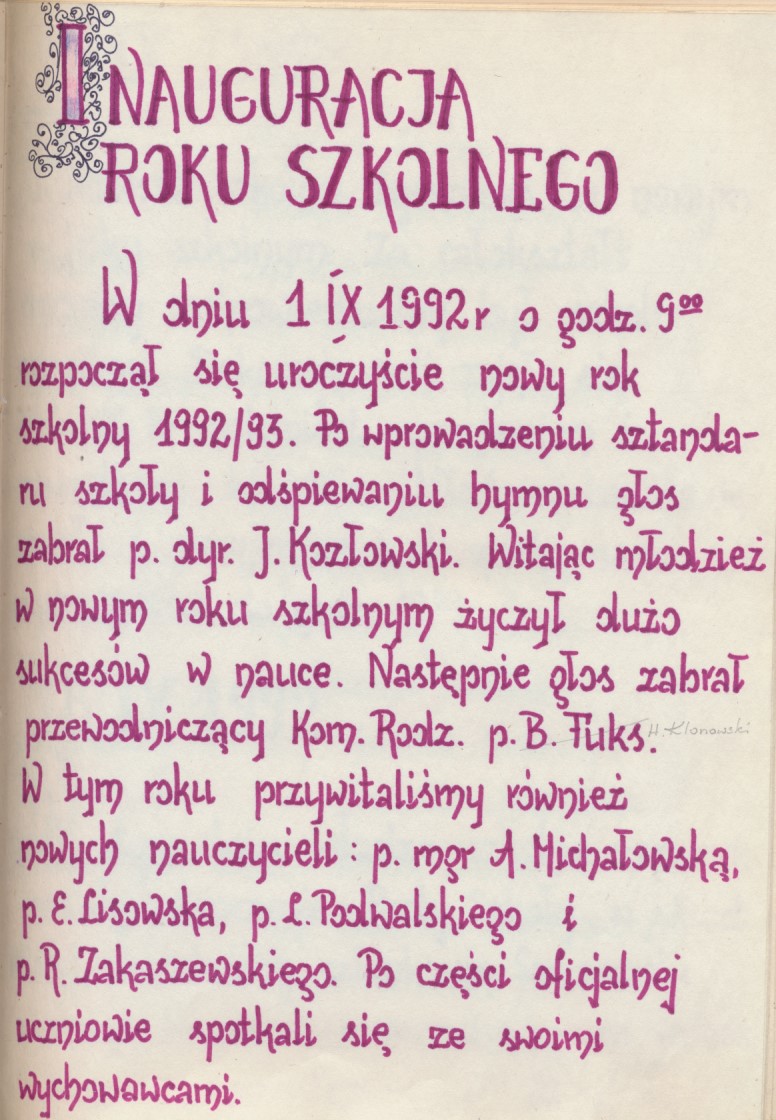 INAUGURACJA
ROKU SZKOLNEGO
W dniu 1 IX 1992 r o godz. 9⁰⁰
rozpoczął się uroczyście nowy rok
szkolny 1992/93. Po wprowadzeniu sztanda-
ru szkoły i odśpiewaniu hymnu głos
zabrał p. dyr. J. Kozłowski. Witając młodzież
w nowym roku szkolnym życzył dużo
sukcesów w nauce. Następnie głos zabrał
przewodniczący Kom. Rodz. p. B. Fuks. H. Klonowski
W tym roku przywitaliśmy również
nowych nauczycieli : p. mgr A. Michałowską,
p. E. Lisowska, p. L. Podwalskiego i
p. R. Zakaszewskiego. Po części oficjalnej
uczniowie spotkali się ze swoimi
wychowawcami.